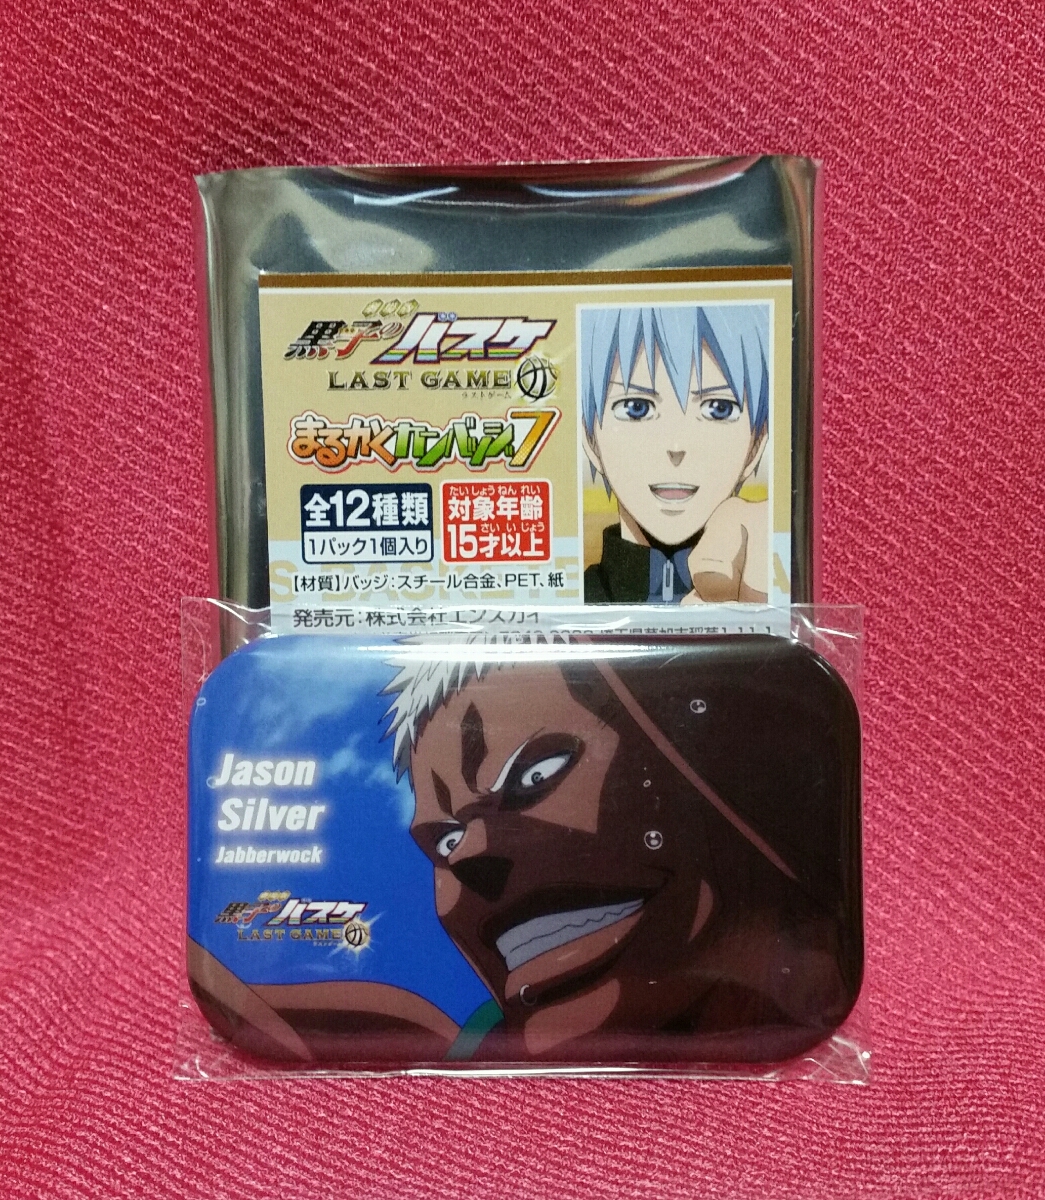 劇場版
黒子のバスケ
LAST GAME
ラストゲーム
まるかくカンバッジ7
全12種類
1パック1個入り
たいしょうねんれい
対象年齢
さいいじょう
15才以上
【材質】バッジ：スチール合金、PET、紙
発売元：株式会社エンスカイ
Jason
Silver
Jabberwock
黒子のバスケ
LAST GAME